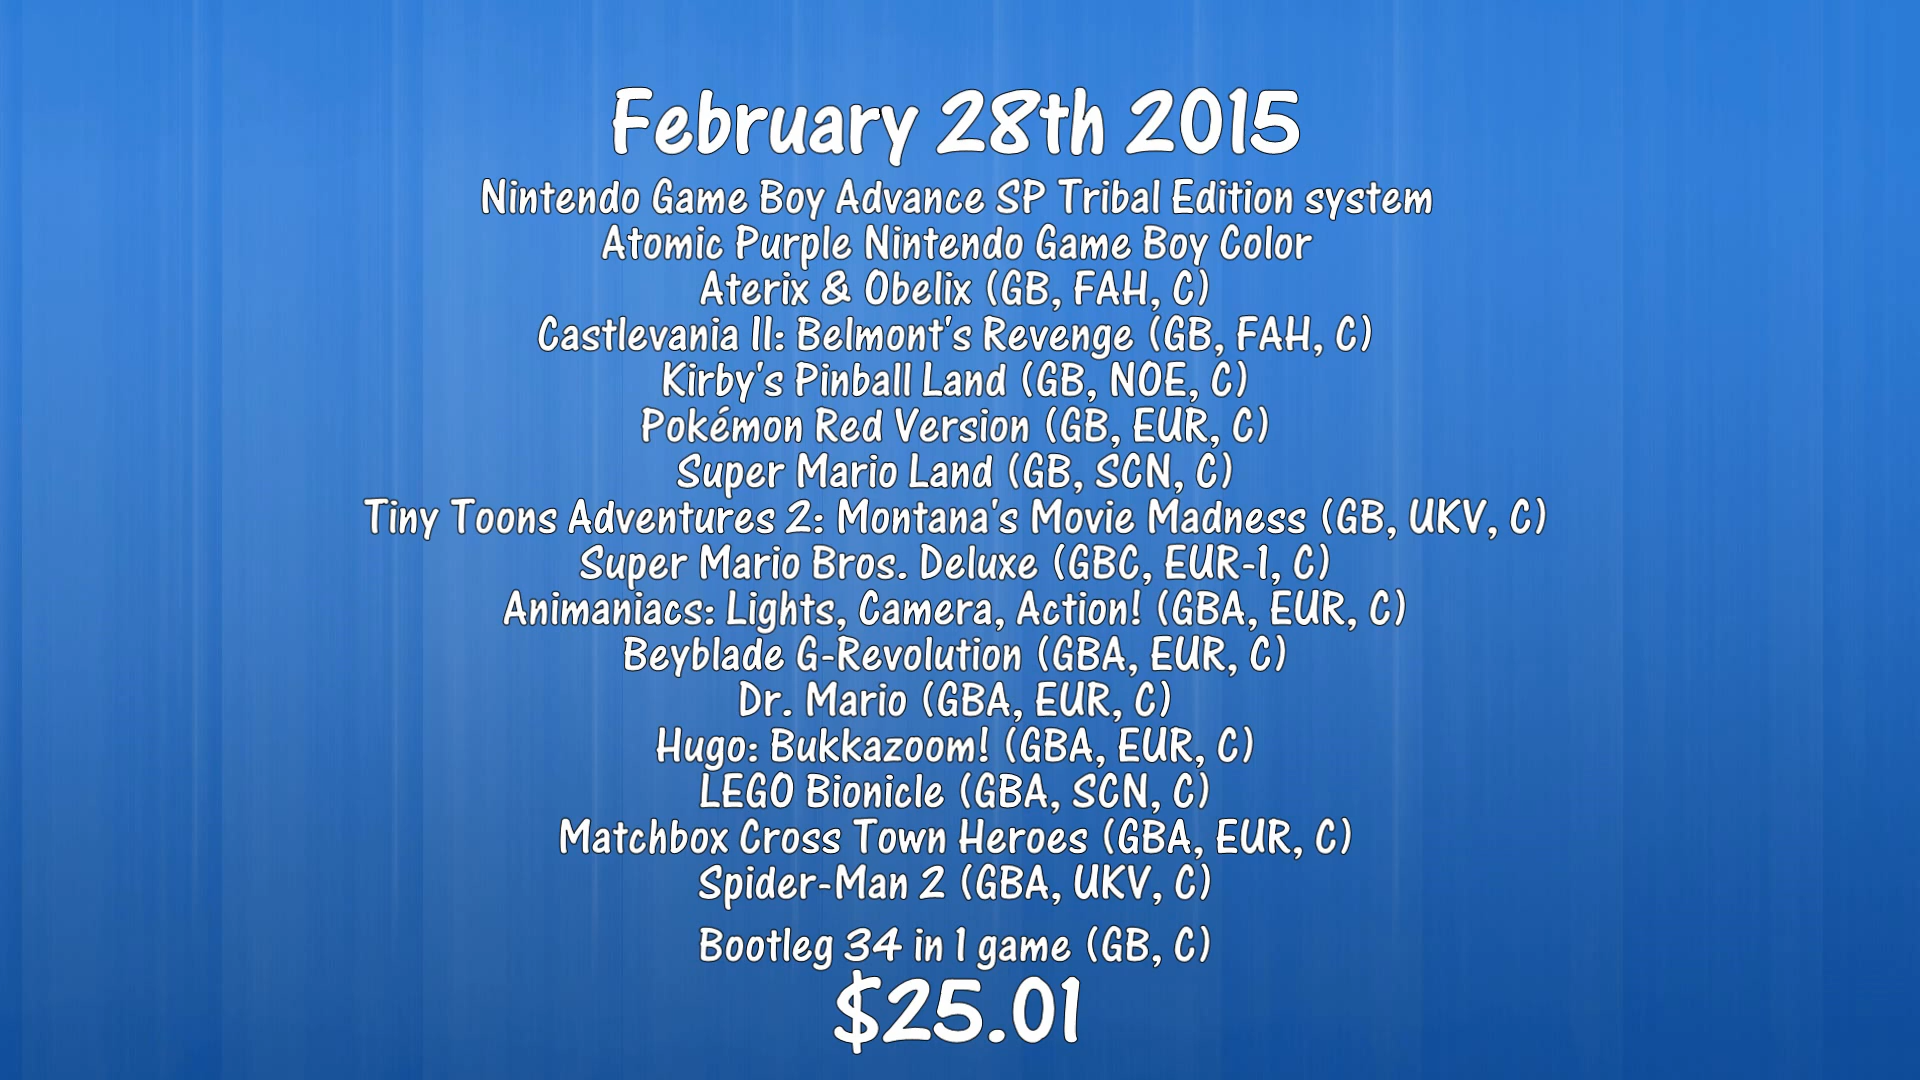 February 28th 2015
Nintendo Game Boy Advance SP Tribal Edition system
Atomic Purple Nintendo Game Boy Color
Aterix & Obelix (GB, FAH, C)
Castlevania II: Belmont's Revenge (GB, FAH, C)
Kirby's Pinball Land (GB, NOE, C)
Pokémon Red Version (GB, EUR, C)
Super Mario Land (GB, SCN, C)
Tiny Toons Adventures 2: Montana's Movie Madness (GB, UKV, C)
Super Mario Bros. Deluxe (GBC, EUR-1, C)
Animaniacs: Lights, Camera, Action! (GBA, EUR, C)
Beyblade G-Revolution (GBA, EUR, C)
Dr. Mario (GBA, EUR, C)
Hugo: Bukkazoom! (GBA, EUR, C)
LEGO Bionicle (GBA, SCN, C)
Matchbox Cross Town Heroes (GBA, EUR, C)
Spider-Man 2 (GBA, UKV, C)
Bootleg 34 in 1 game (GB, C)
$25.01